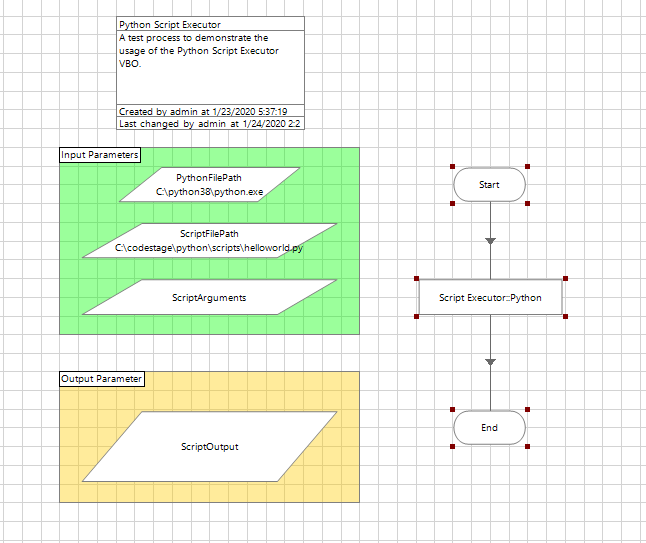 Python Script Executor
A test process to demonstrate the
usage of the Python Script Executor
VBO.
Created by admin at 1/23/2020 5:37:19
Last changed by admin at 1/24/2020 2:2
Input Parameters
PythonFilePath
C:\python38\python.exe
ScriptFilePath
C:\codestage\python\scripts\helloworld.py
ScriptArguments
Output Parameter
ScriptOutput
Start
Script Executor::Python
End